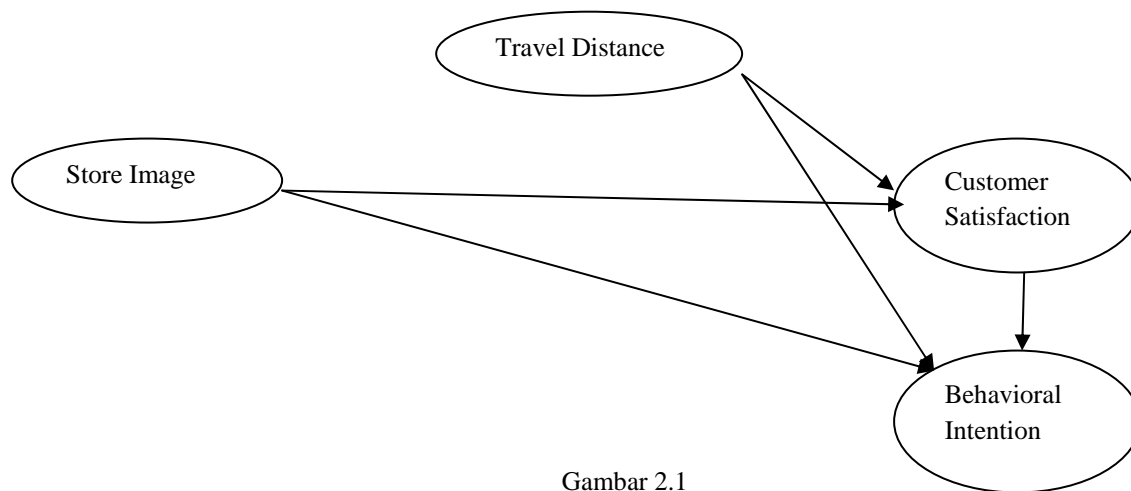 Travel Distance
Store Image
Customer
Satisfaction
Behavioral
Intention
Gambar 2.1